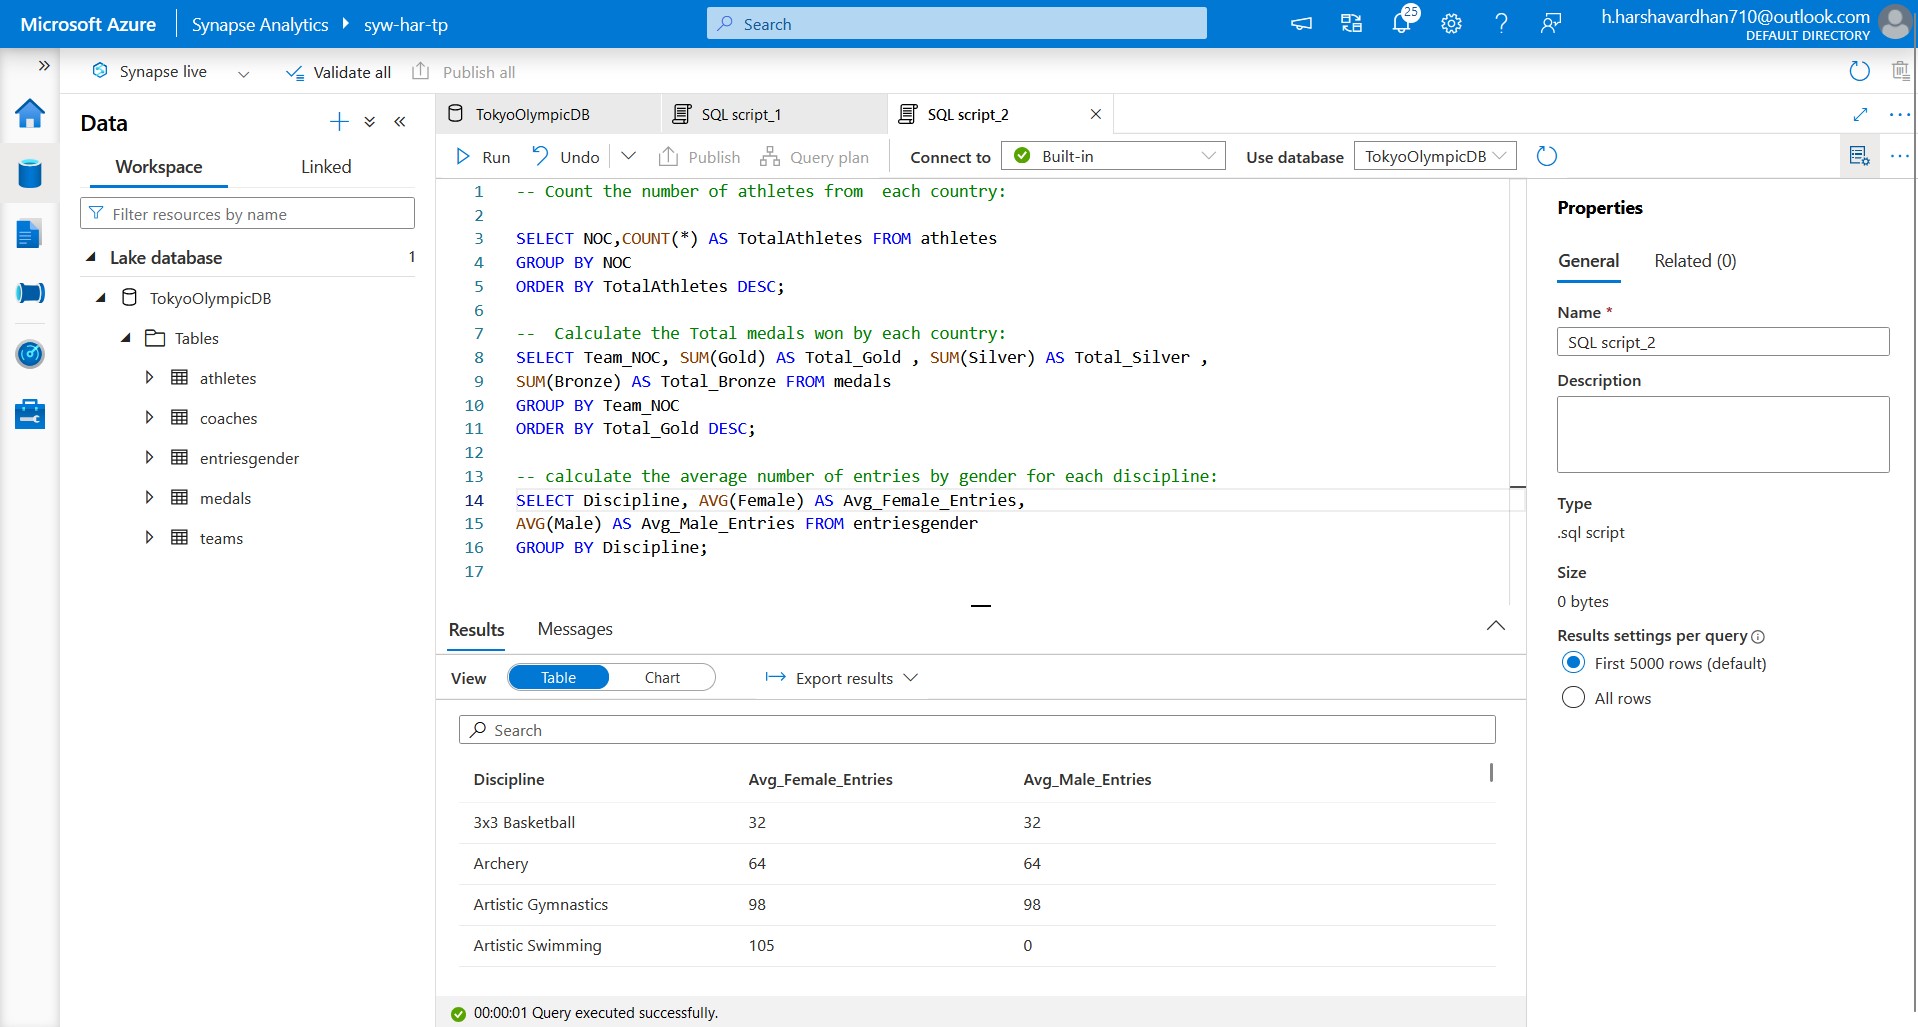 Microsoft Azure
Synapse Analytics
syw-har-tp
Search
25
h.harshavardhan710@outlook.com
DEFAULT DIRECTORY
Synapse live
Validate all
Publish all
Data
Workspace
Linked
Filter resources by name
Lake database
1
TokyoOlympicDB
Tables
athletes
coaches
entriesgender
medals
teams
TokyoOlympicDB
SQL script_1
SQL script_2
Run
Undo
Publish
Query plan
Connect to
Built-in
Use database
TokyoOlympicDB
1 -- Count the number of athletes from  each country:
2
3 SELECT NOC,COUNT(*) AS TotalAthletes FROM athletes
4 GROUP BY NOC
5 ORDER BY TotalAthletes DESC;
6
7 --  Calculate the Total medals won by each country:
8 SELECT Team_NOC, SUM(Gold) AS Total_Gold , SUM(Silver) AS Total_Silver ,
9 SUM(Bronze) AS Total_Bronze FROM medals
10 GROUP BY Team_NOC
11 ORDER BY Total_Gold DESC;
12
13 -- calculate the average number of entries by gender for each discipline:
14 SELECT Discipline, AVG(Female) AS Avg_Female_Entries,
15 AVG(Male) AS Avg_Male_Entries FROM entriesgender
16 GROUP BY Discipline;
17
Results
Messages
View
Table
Chart
Export results
Search
Discipline Avg_Female_Entries Avg_Male_Entries
3x3 Basketball 32 32
Archery 64 64
Artistic Gymnastics 98 98
Artistic Swimming 105 0
00:00:01 Query executed successfully.
Properties
General
Related (0)
Name *
SQL script_2
Description
Type
.sql script
Size
0 bytes
Results settings per query
First 5000 rows (default)
All rows